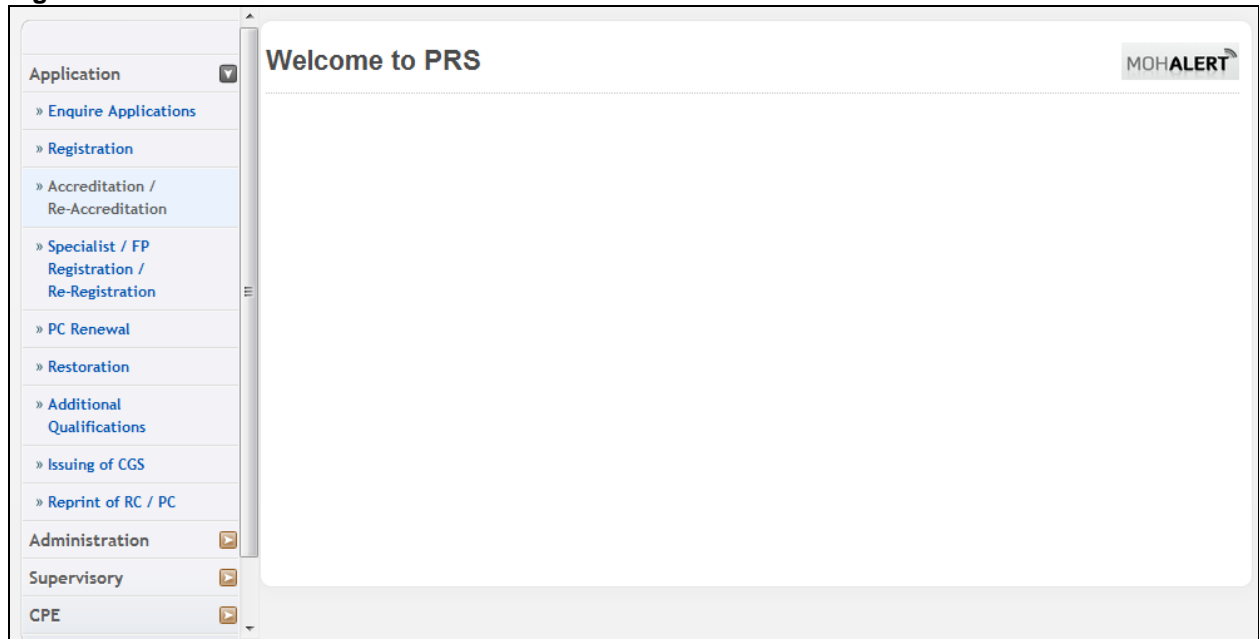 Application
» Enquire Applications
» Registration
» Accreditation /
Re-Accreditation
» Specialist / FP
Registration /
Re-Registration
» PC Renewal
» Restoration
» Additional
Qualifications
» Issuing of CGS
» Reprint of RC / PC
Administration
Supervisory
CPE
Welcome to PRS
MOHALERT